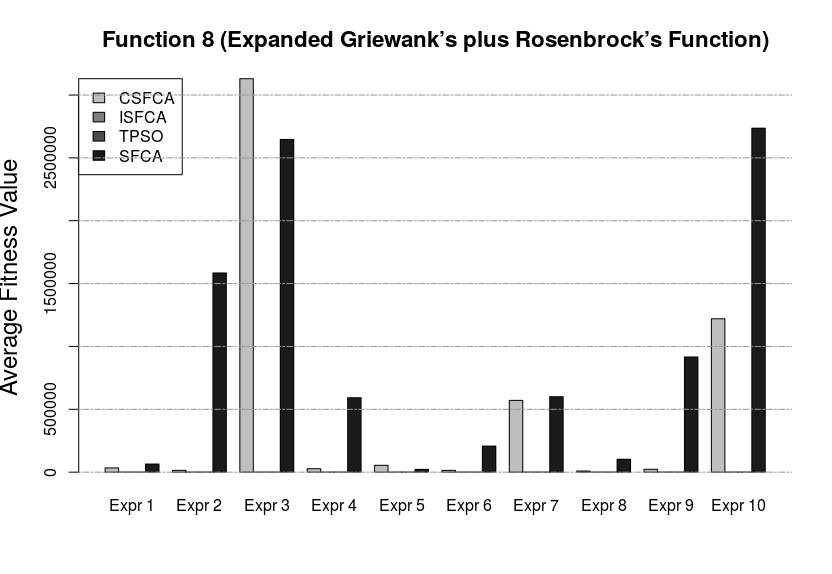 Function 8 (Expanded Griewank’s plus Rosenbrock’s Function)
CSFCA
ISFCA
TPSO
SFCA
Average Fitness Value
2500000
1500000
500000
0
Expr 1 Expr 2 Expr 3 Expr 4 Expr 5 Expr 6 Expr 7 Expr 8 Expr 9 Expr 10